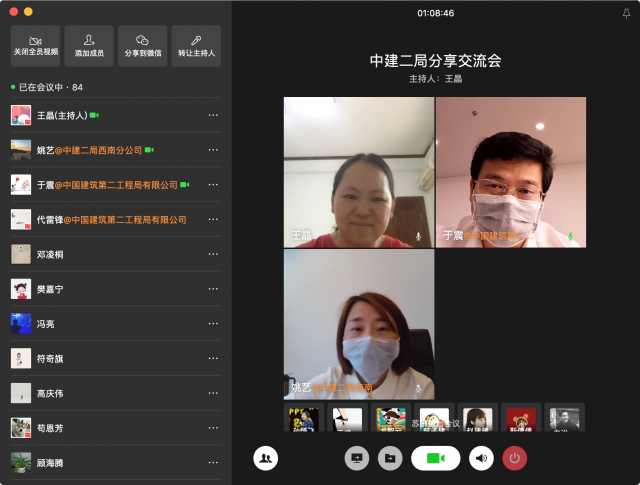 01:08:46
关闭全员视频
添加成员
分享到微信
转让主持人
已在会议中 · 84
王晶(主持人)
姚艺@中建二局西南分公司
于震@中国建筑第二工程局有限公司
代雷锋@中国建筑第二工程局有限公司
邓凌桐
樊嘉宁
冯亮
符奇旗
高庆伟
苟恩芳
顾海腾
中建二局分享交流会
主持人：王晶
王晶
于震@中国建筑第二
姚艺
西南
会议